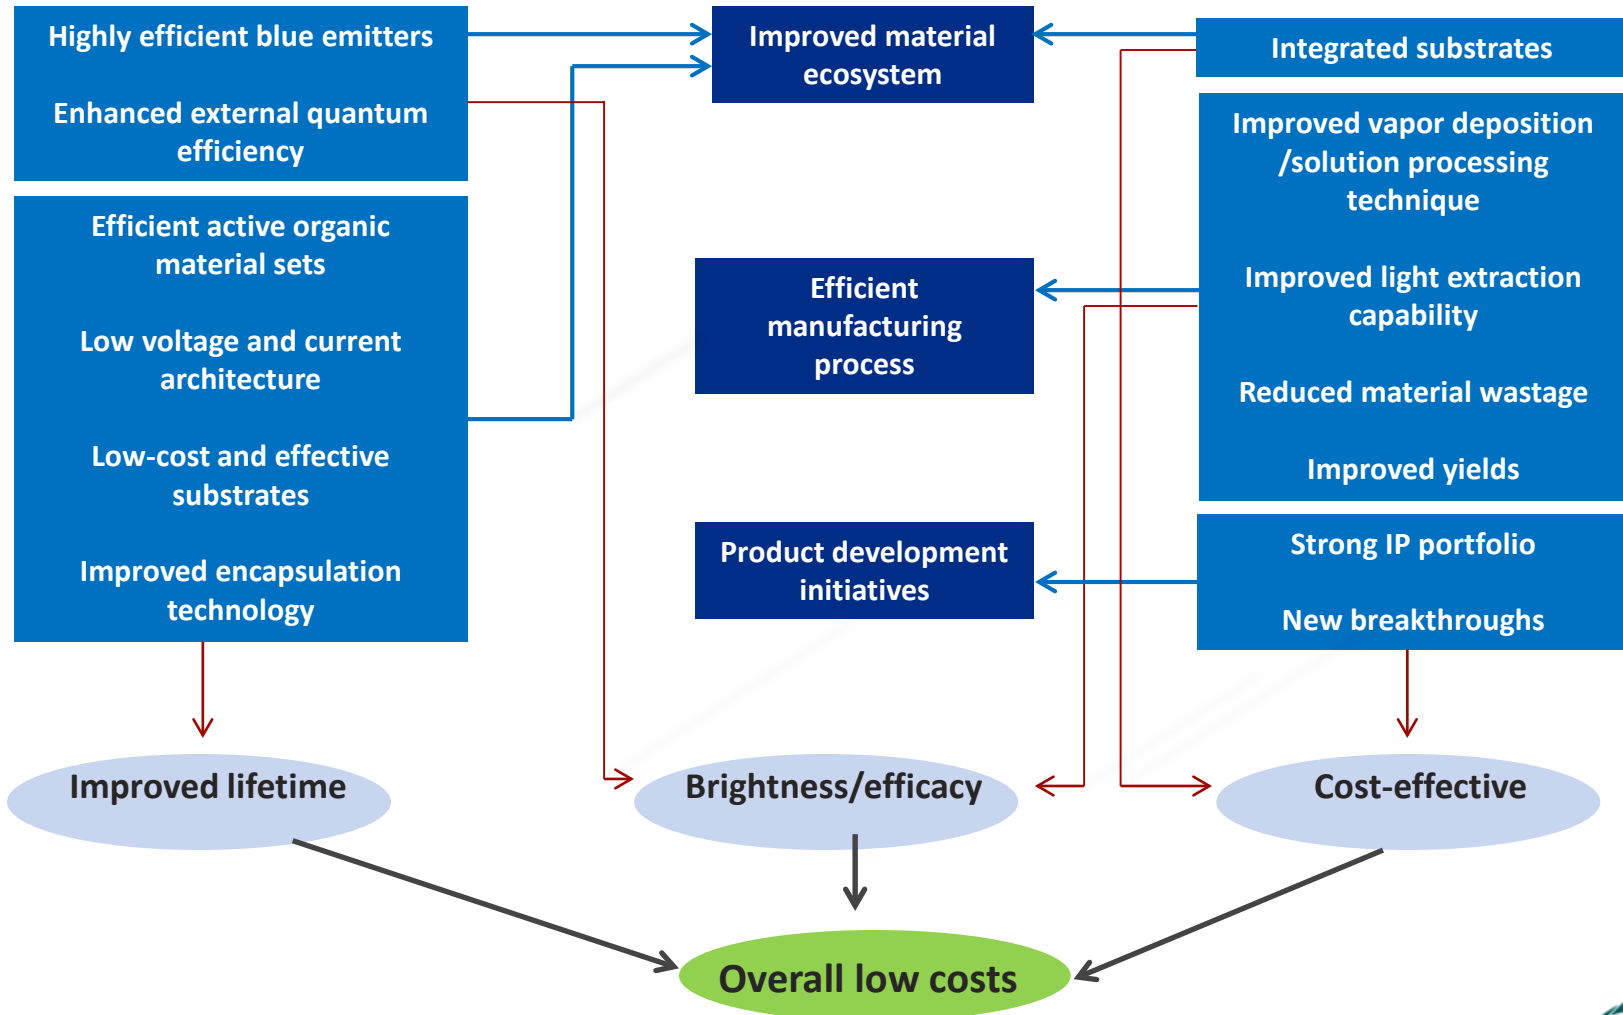 Highly efficient blue emitters
Enhanced external quantum
efficiency
Efficient active organic
material sets
Low voltage and current
architecture
Low-cost and effective
substrates
Improved encapsulation
technology
Improved material
ecosystem
Efficient
manufacturing
process
Product development
initiatives
Integrated substrates
Improved vapor deposition
/solution processing
technique
Improved light extraction
capability
Reduced material wastage
Improved yields
Strong IP portfolio
New breakthroughs
Improved lifetime
Brightness/efficacy
Cost-effective
Overall low costs